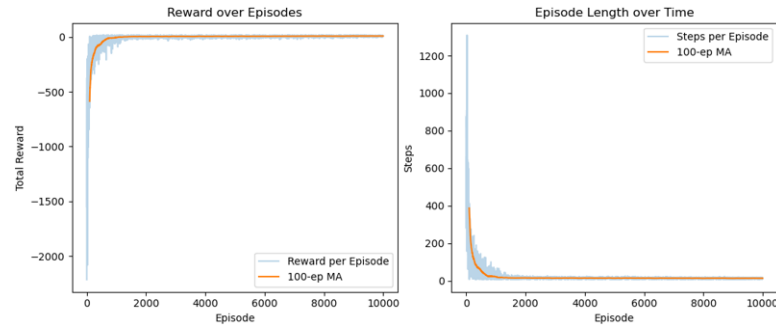 Reward over Episodes
Total Reward
0
−500
−1000
−1500
−2000
Reward per Episode
100-ep MA
0 2000 4000 6000 8000 10000
Episode
Episode Length over Time
Steps
1200
1000
800
600
400
200
0
Steps per Episode
100-ep MA
0 2000 4000 6000 8000 10000
Episode